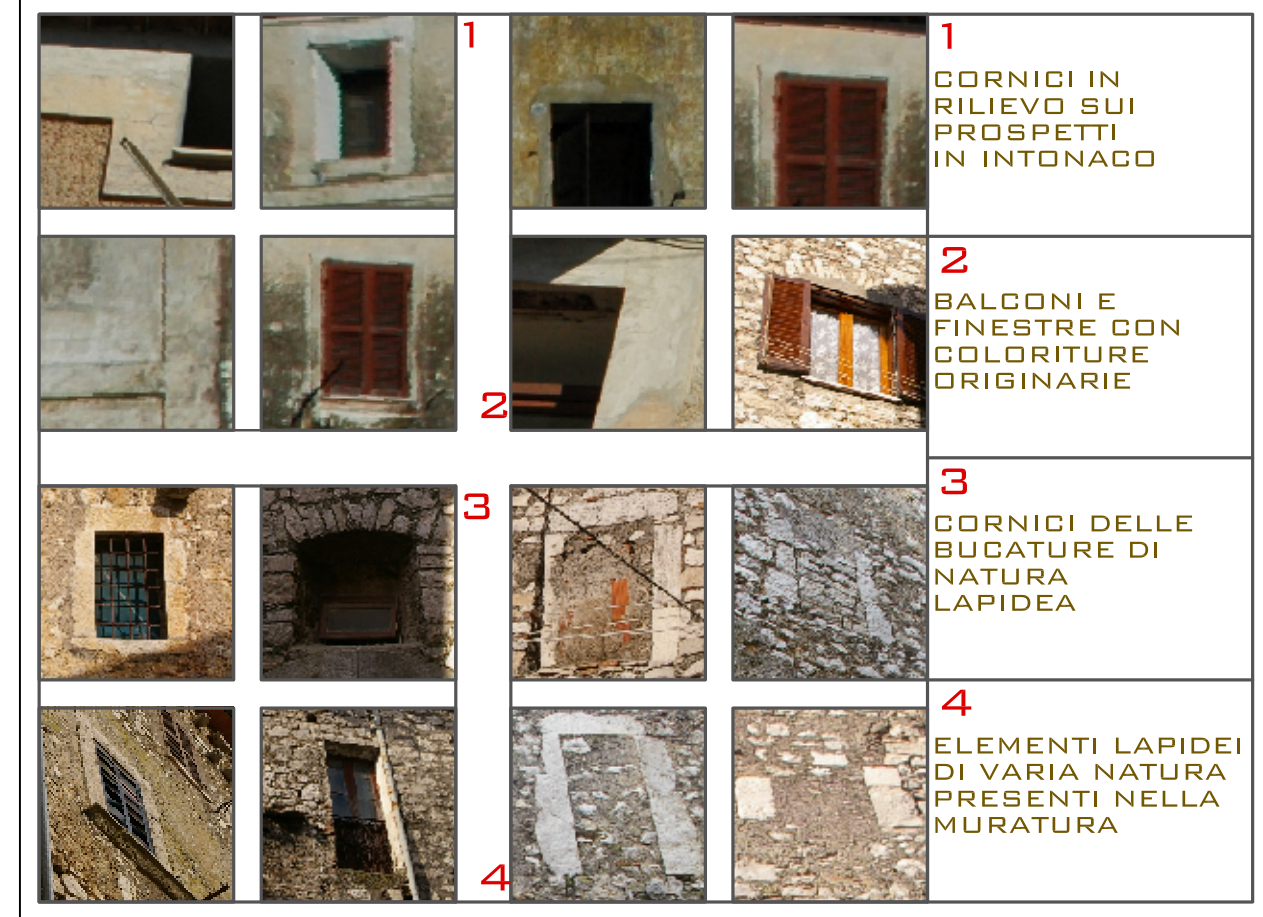 1
2
3
4
1
CORNICI IN
RILIEVO SUI
PROSPETTI
IN INTONACO
2
BALCONI E
FINESTRE CON
COLORITURE
ORIGINARIE
3
CORNICI DELLE
BUCATURE DI
NATURA
LAPIDEA
4
ELEMENTI LAPIDEI
DI VARIA NATURA
PRESENTI NELLA
MURATURA